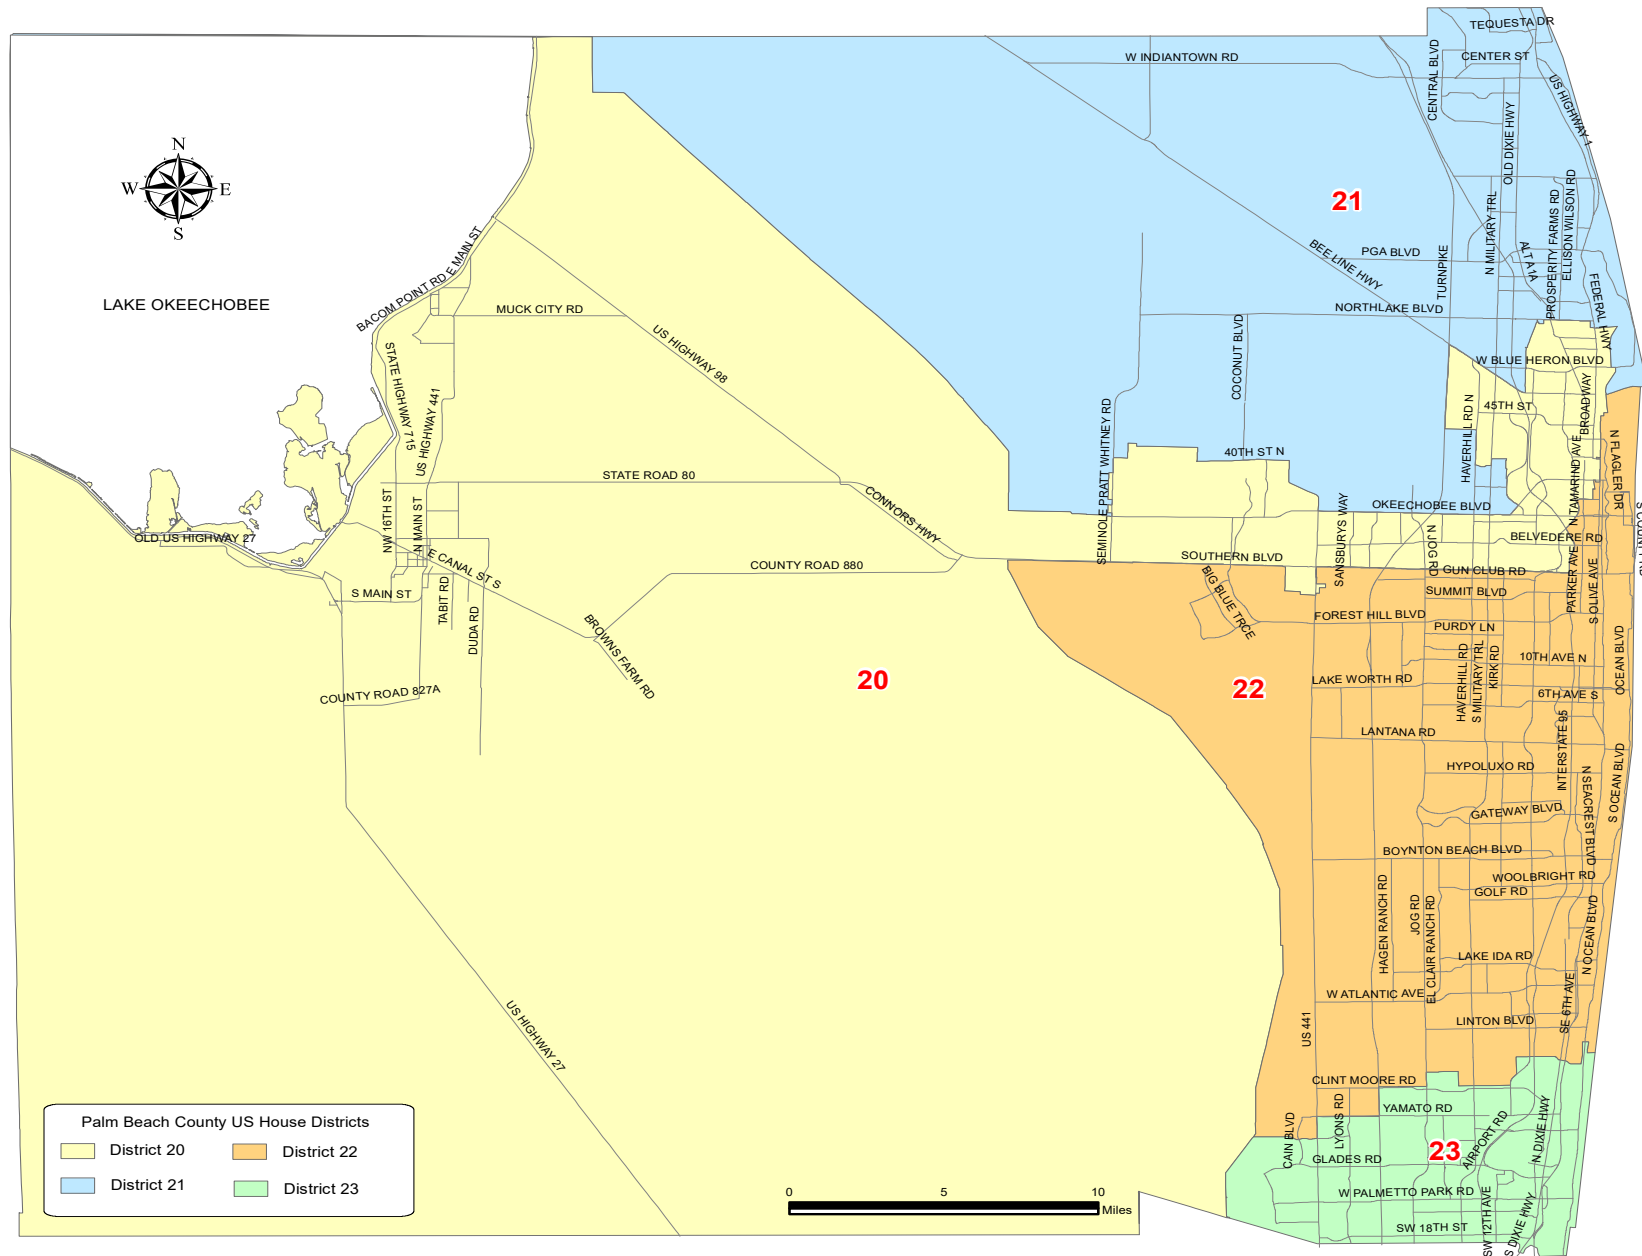 TEQUESTA DR
CENTER ST
W INDIANTOWN RD
CENTRAL BLVD
US HIGHWAY 1
OLD DIXIE HWY
N
W
E
S
21
N MILITARY TRL
PROSPERITY FARMS RD
ELLISON WILSON RD
ALT A1A
PGA BLVD
BEE LINE HWY
TURNPIKE
FEDERAL HWY
NORTHLAKE BLVD
LAKE OKEECHOBEE
BACOM POINT RD
E MAIN ST
MUCK CITY RD
US HIGHWAY 98
STATE HIGHWAY 715
US HIGHWAY 441
COCONUT BLVD
W BLUE HERON BLVD
45TH ST
BROADWAY
HAVERHILL RD N
SEMINOLE PRATT WHITNEY RD
40TH ST N
N FLAGLER DR
N TAMARIND AVE
STATE ROAD 80
CONNORS HWY
OKEECHOBEE BLVD
SANSBURYS WAY
N JOG RD
BELVEDERE RD
NW 16TH ST
N MAIN ST
OLD US HIGHWAY 27
E CANAL ST S
SOUTHERN BLVD
COUNTY ROAD 880
GUN CLUB RD
PARKER AVE
S OLIVE AVE
BIG BLUE TRCE
SUMMIT BLVD
S MAIN ST
TABIT RD
DUDA RD
BROWNS FARM RD
FOREST HILL BLVD
PURDY LN
20
22
10TH AVE N
HAVERHILL RD
S MILITARY TRL
KIRK RD
OCEAN BLVD
LAKE WORTH RD
6TH AVE S
COUNTY ROAD 827A
LANTANA RD
INTERSTATE 95
HYPOLUXO RD
N SEACREST BLVD
S OCEAN BLVD
GATEWAY BLVD
BOYNTON BEACH BLVD
WOOLBRIGHT RD
GOLF RD
HAGEN RANCH RD
JOG RD
EL CLAIR RANCH RD
N OCEAN BLVD
LAKE IDA RD
W ATLANTIC AVE
SE 6TH AVE
LINTON BLVD
US 441
US HIGHWAY 27
CLINT MOORE RD
YAMATO RD
LYONS RD
CAIN BLVD
AIRPORT RD
N DIXIE HWY
23
GLADES RD
W PALMETTO PARK RD
SW 18TH ST
SW 12TH AVE
S DIXIE HWY
Palm Beach County US House Districts
District 20
District 22
District 21
District 23
0
5
10
Miles